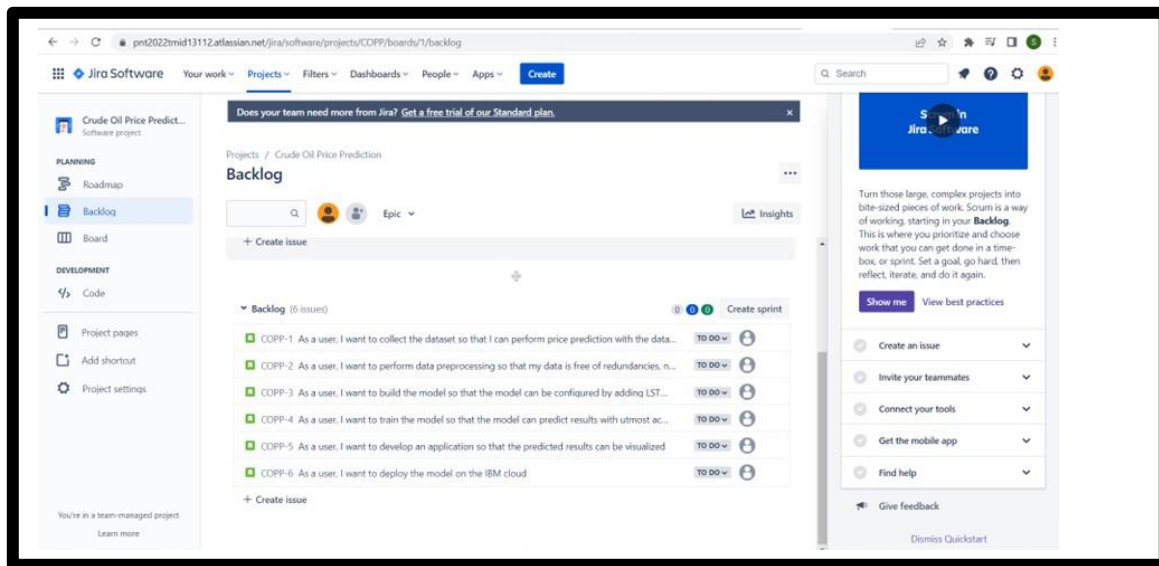 pnt2022tmid13112.atlassian.net/jira/software/projects/COPP/boards/1/backlog
S
Jira Software Your work Projects Filters Dashboards People Apps Create Search
Crude Oil Price Predict...
Software project
PLANNING
Roadmap
Backlog
Board
DEVELOPMENT
Code
Project pages
Add shortcut
Project settings
You're in a team-managed project
Learn more
Does your team need more from Jira? Get a free trial of our Standard plan.
Projects / Crude Oil Price Prediction
Backlog
Epic Insights
+ Create issue
Backlog (6 issues) 0 0 0 Create sprint
COPP-1 As a user, I want to collect the dataset so that I can perform price prediction with the data... TO DO
COPP-2 As a user, I want to perform data preprocessing so that my data is free of redundancies, n... TO DO
COPP-3 As a user, I want to build the model so that the model can be configured by adding LST... TO DO
COPP-4 As a user, I want to train the model so that the model can predict results with utmost ac... TO DO
COPP-5 As a user, I want to develop an application so that the predicted results can be visualized TO DO
COPP-6 As a user, I want to deploy the model on the IBM cloud TO DO
+ Create issue
Jira
Turn those large, complex projects into
bite-sized pieces of work. Scrum is a way
of working, starting in your Backlog.
This is where you prioritize and choose
work that you can get done in a time-
box, or sprint. Set a goal, go hard, then
reflect, iterate, and do it again.
Show me View best practices
Create an issue
Invite your teammates
Connect your tools
Get the mobile app
Find help
Give feedback
Dismiss Quickstart